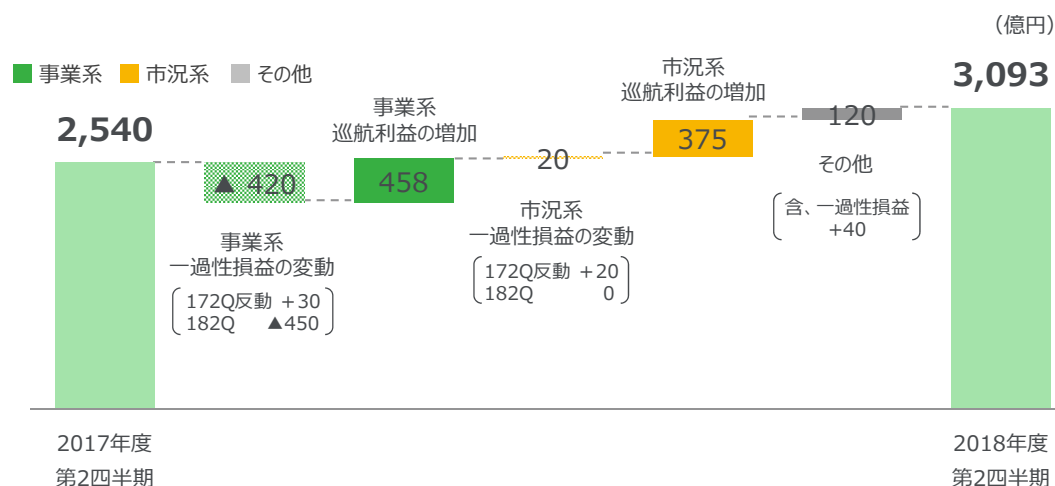 (億円)
事業系 市況系 その他
2,540
▲ 420
事業系
一過性損益の変動
172Q反動 +30
182Q ▲450
事業系
巡航利益の増加
458
20
市況系
一過性損益の変動
172Q反動 +20
182Q 0
市況系
巡航利益の増加
375
120
その他
含、一過性損益
+40
3,093
2017年度
第2四半期
2018年度
第2四半期